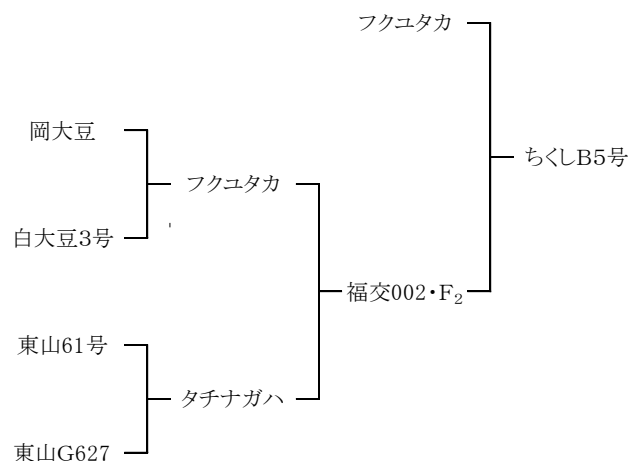 フクユタカ
岡大豆
ちくしB5号
フクユタカ
白大豆3号
福交002・F₂
東山61号
タチナガハ
東山G627